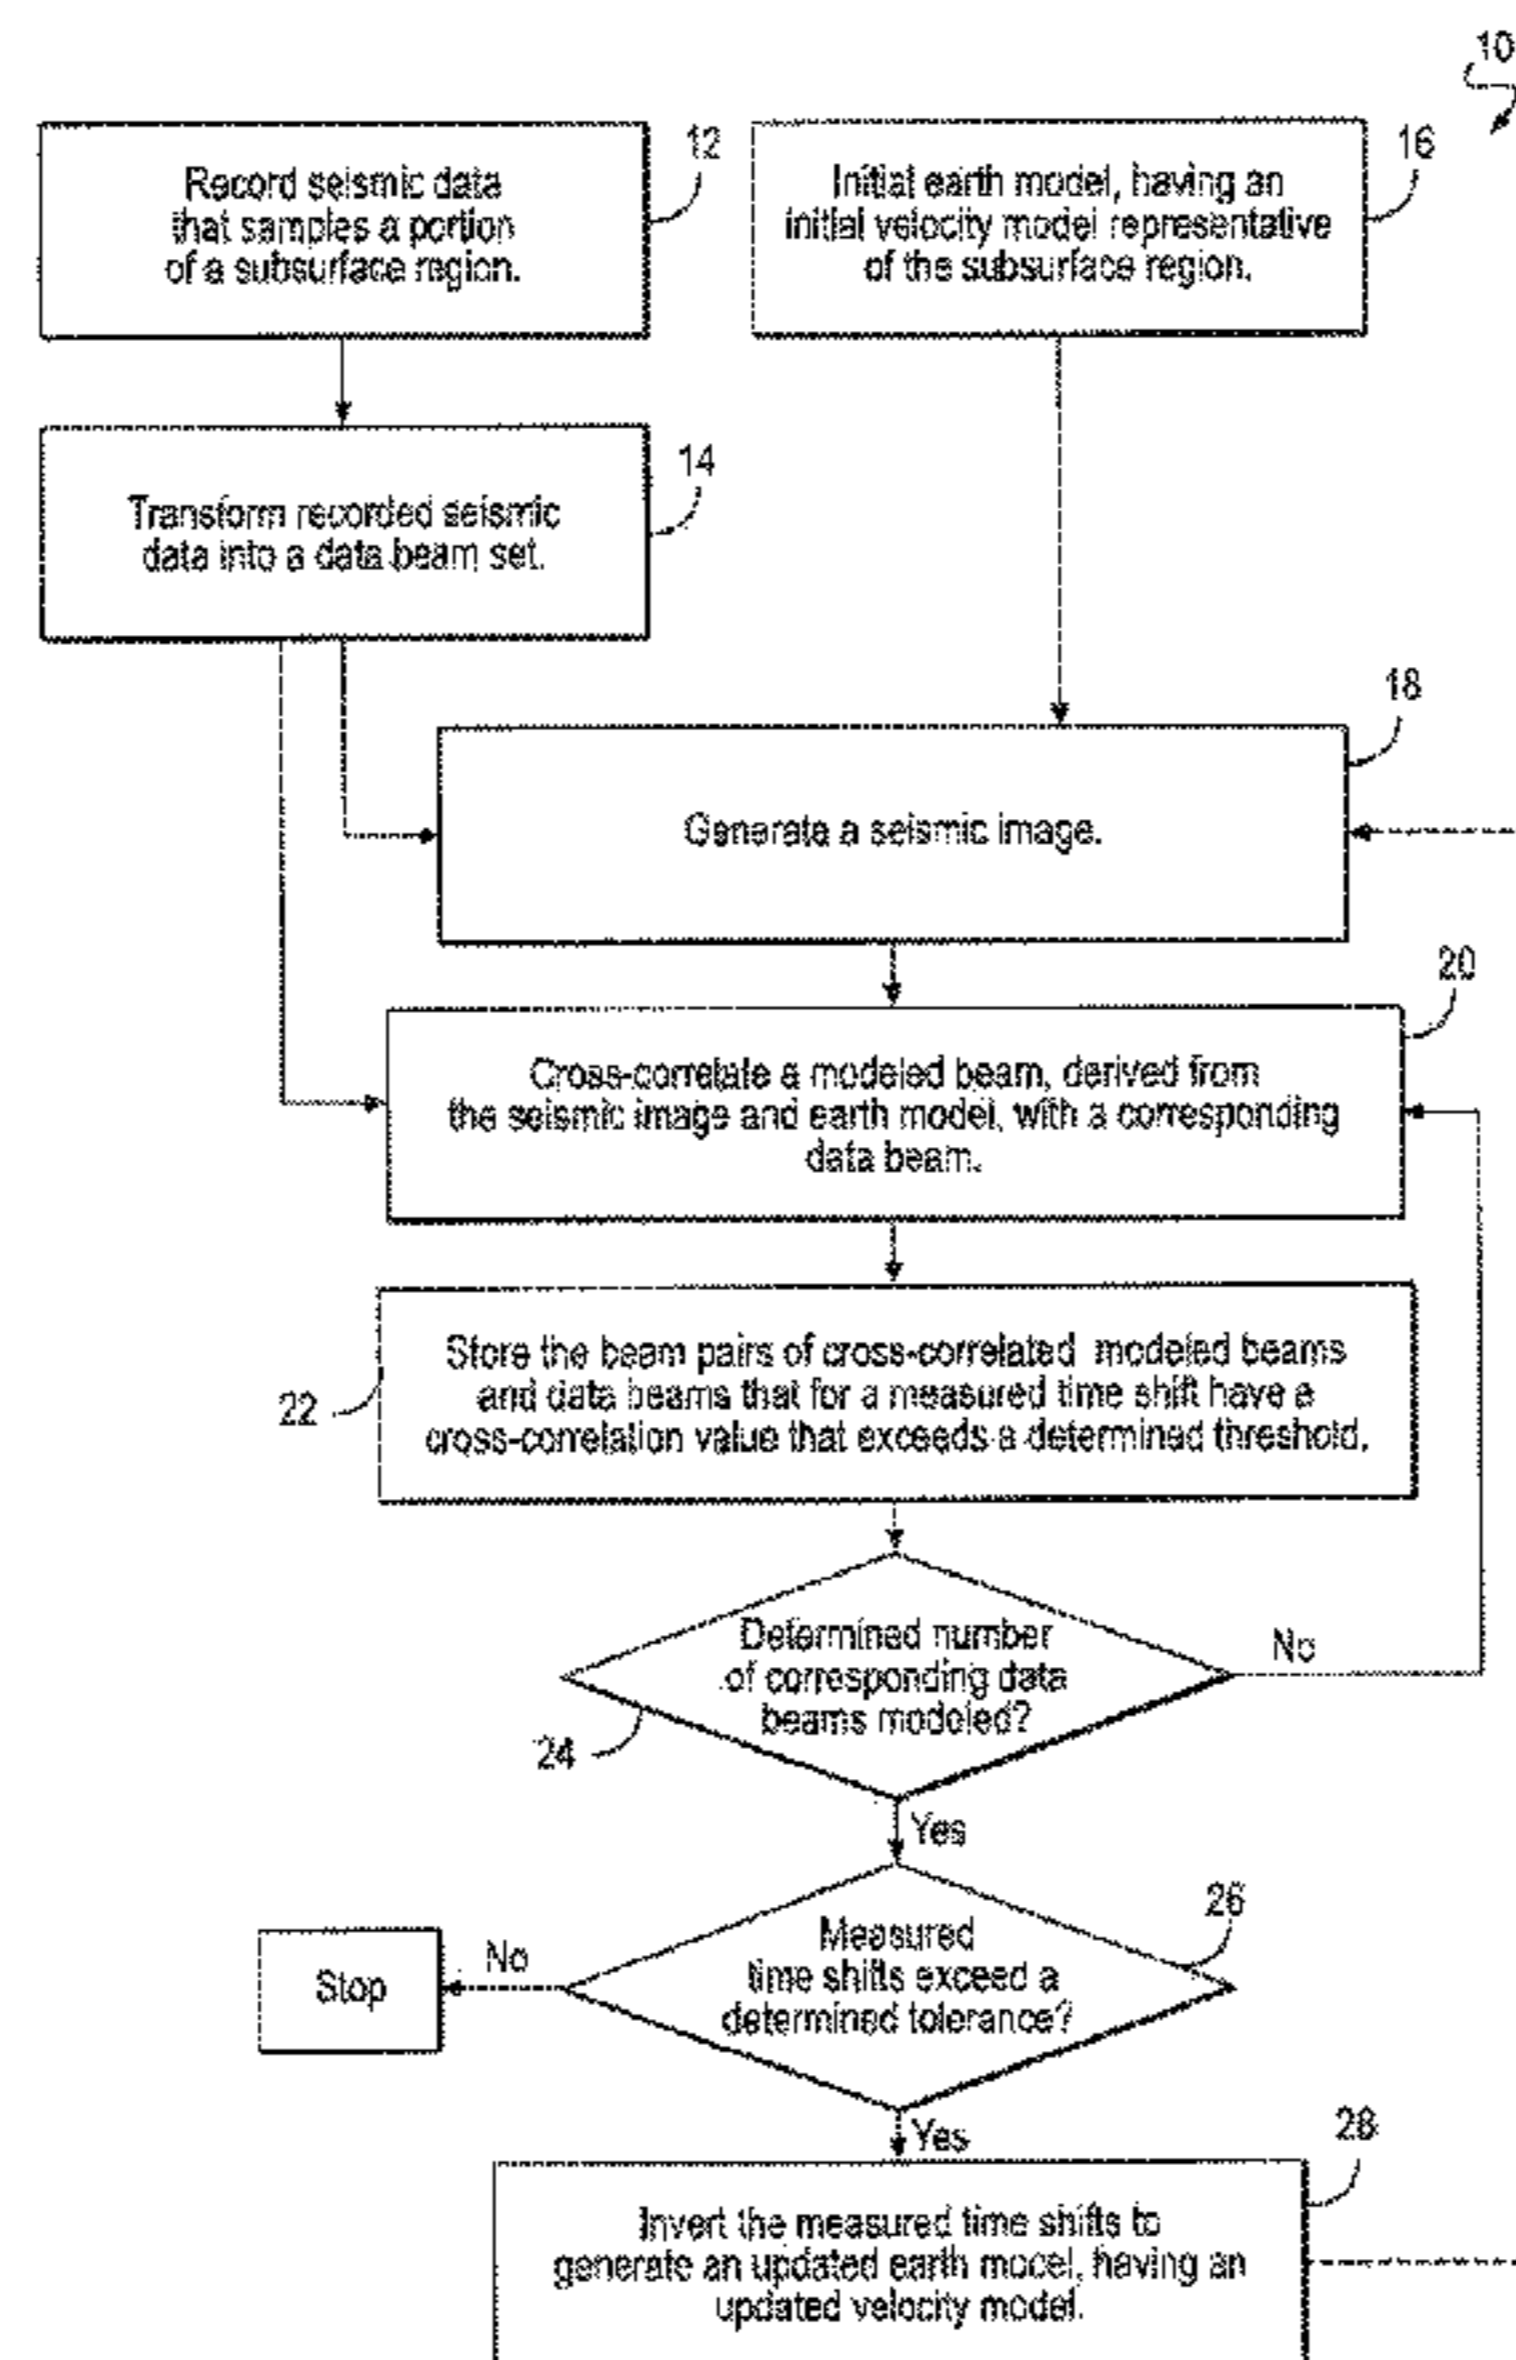 10
12
Record seismic data
that samples a portion
of a subsurface region.
16
Initial earth model, having an
initial velocity model representative
of the subsurface region.
14
Transform recorded seismic
data into a data beam set.
18
Generate a seismic image.
20
Cross-correlate a modeled beam, derived from
the seismic image and earth model, with a corresponding
data beam.
22
Store the beam pairs of cross-correlated modeled beams
and data beams that for a measured time shift have a
cross-correlation value that exceeds a determined threshold.
24
Determined number
of corresponding data
beams modeled?
No
Yes
26
Measured
time shifts exceed a
determined tolerance?
No
Stop
Yes
28
Invert the measured time shifts to
generate an updated earth model, having an
updated velocity model.